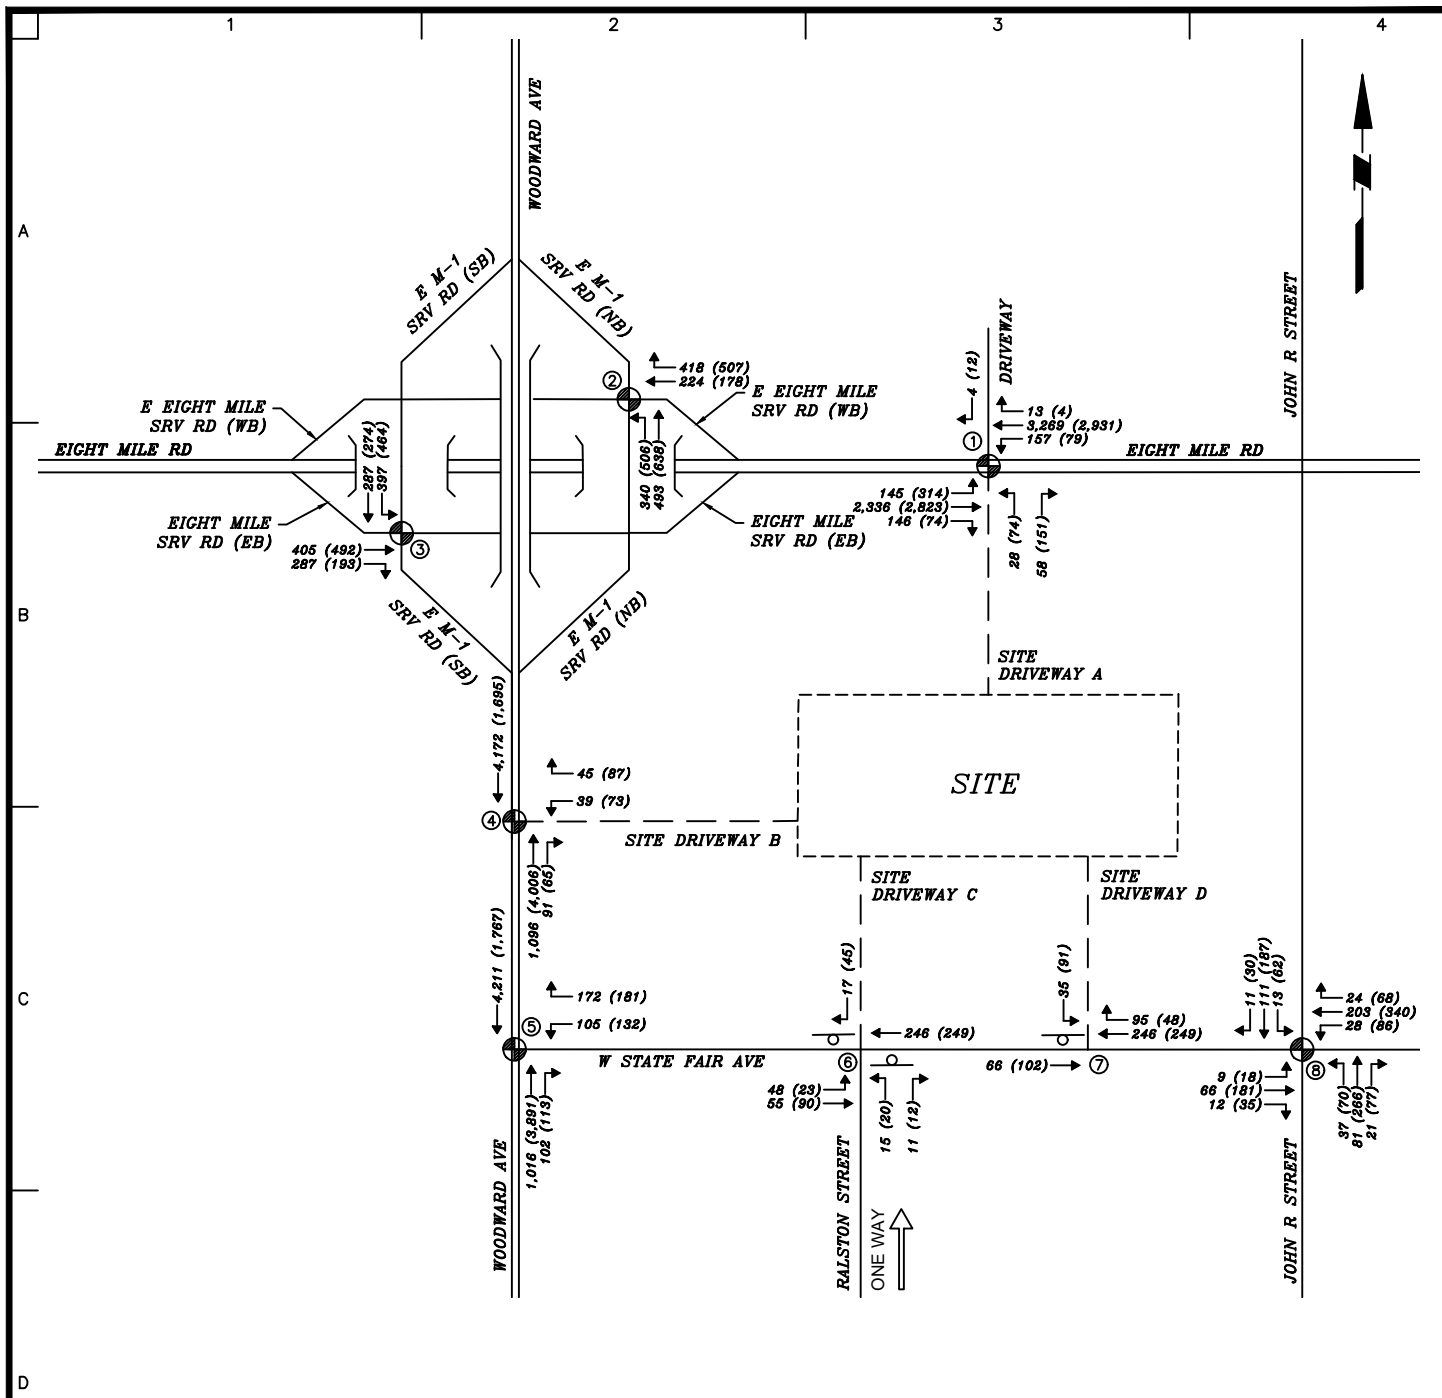 1
2
3
4
A
B
C
D
WOODWARD AVE
E M-1
SRV RD (SB)
E M-1
SRV RD (NB)
JOHN R STREET
DRIVEWAY
4 (12)
②
418 (507)
224 (178)
E EIGHT MILE
SRV RD (WB)
E EIGHT MILE
SRV RD (WB)
13 (4)
3,269 (2,931)
157 (79)
①
EIGHT MILE RD
EIGHT MILE RD
287 (274)
397 (464)
340 (506)
493 (638)
145 (314)
2,336 (2,823)
146 (74)
28 (74)
58 (151)
EIGHT MILE
SRV RD (EB)
EIGHT MILE
SRV RD (EB)
405 (492)
287 (193)
③
E M-1
SRV RD (SB)
E M-1
SRV RD (NB)
SITE
DRIVEWAY A
4,172 (1,695)
45 (87)
39 (73)
SITE
④
SITE DRIVEWAY B
1,096 (4,006)
91 (65)
SITE
DRIVEWAY C
SITE
DRIVEWAY D
4,211 (1,767)
172 (181)
105 (132)
⑤
17 (45)
35 (91)
11 (30)
111 (187)
13 (62)
24 (68)
203 (340)
28 (86)
246 (249)
95 (48)
246 (249)
W STATE FAIR AVE
⑥
66 (102)
⑦
⑧
9 (18)
66 (181)
12 (35)
48 (23)
55 (90)
15 (20)
11 (12)
37 (70)
81 (266)
21 (77)
1,016 (3,891)
102 (113)
WOODWARD AVE
RALSTON STREET
ONE WAY
JOHN R STREET